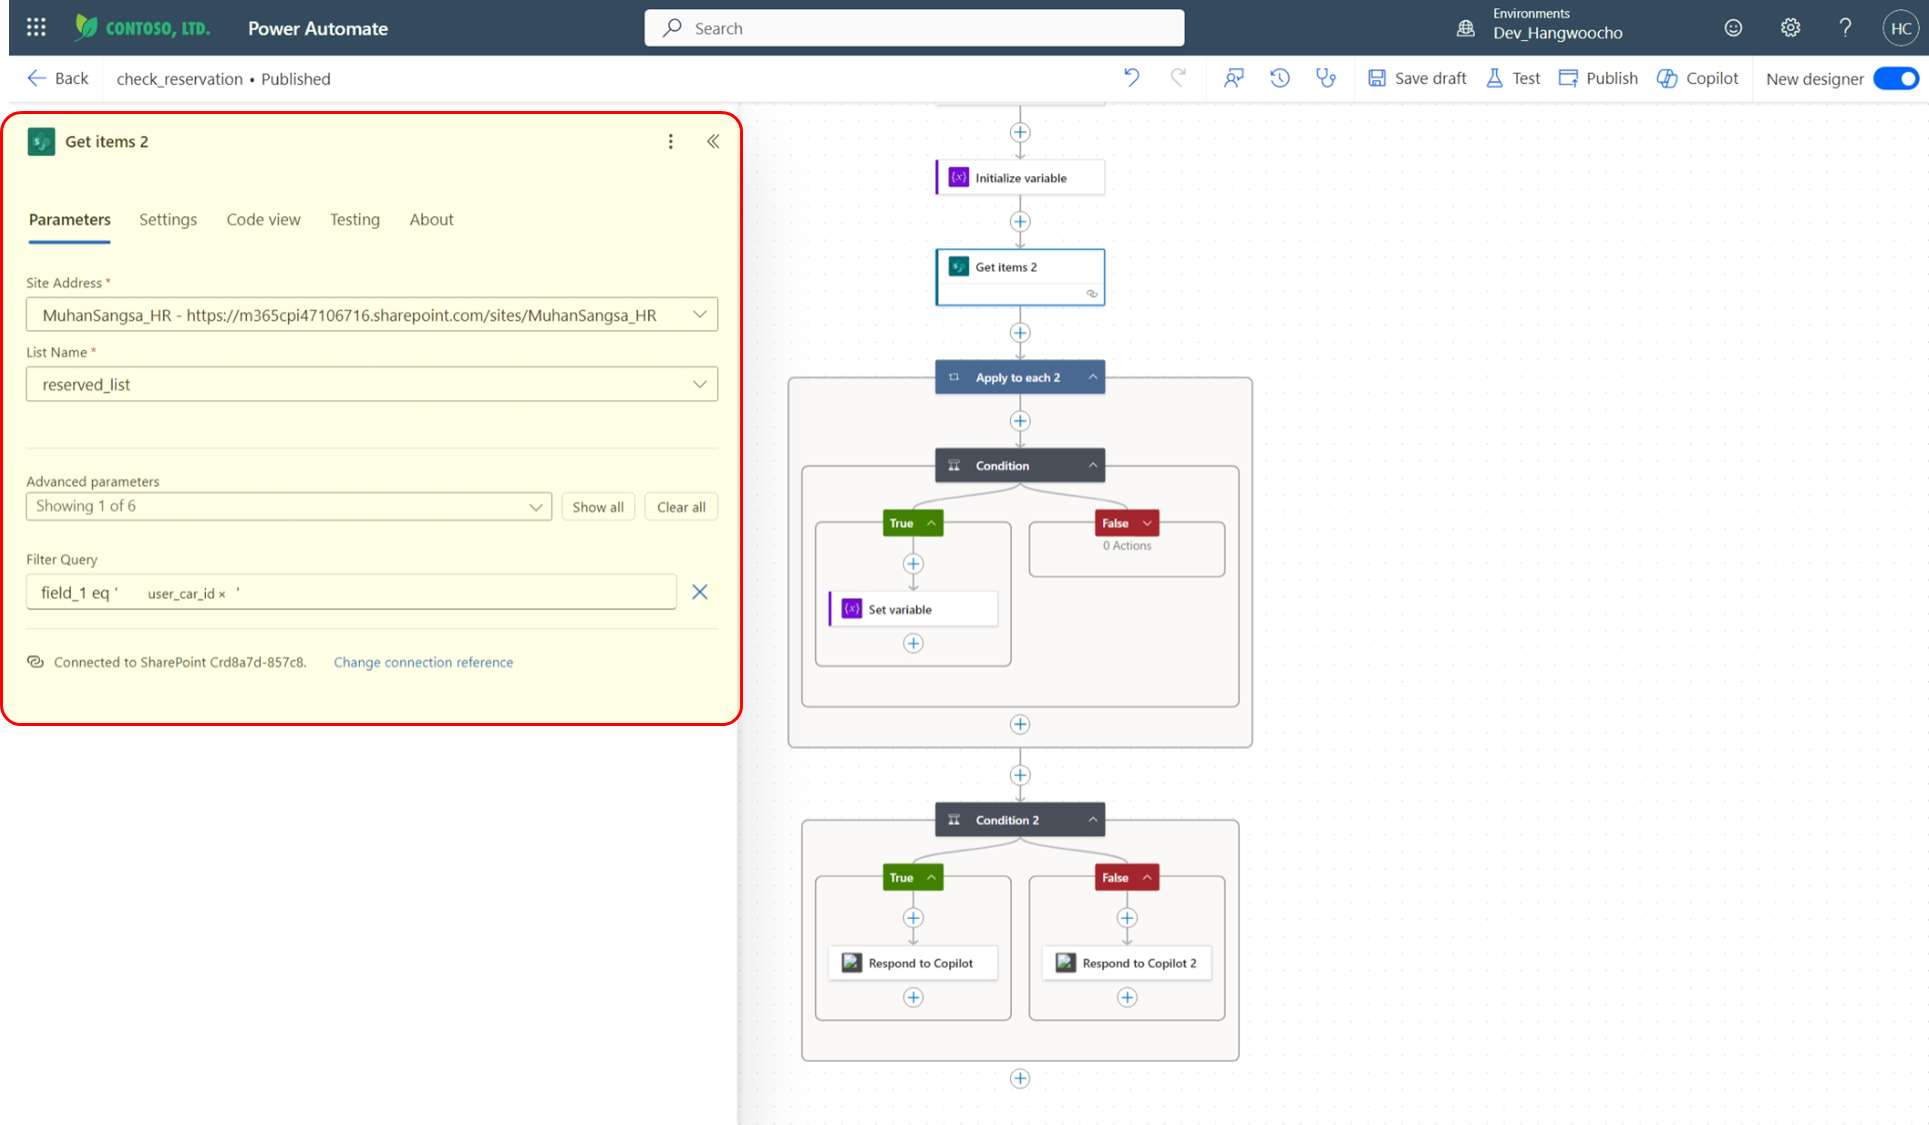 CONTOSO, LTD.
Power Automate
Search
Environments
Dev_Hangwoocho
HC
Back
check_reservation • Published
Save draft
Test
Publish
Copilot
New designer
Get items 2
Parameters
Settings
Code view
Testing
About
Site Address *
MuhanSangsa_HR - https://m365cpi47106716.sharepoint.com/sites/MuhanSangsa_HR
List Name *
reserved_list
Advanced parameters
Showing 1 of 6
Show all
Clear all
Filter Query
field_1 eq ' user_car_id × '
Connected to SharePoint Crd8a7d-857c8.
Change connection reference
Initialize variable
Get items 2
Apply to each 2
Condition
True
False
0 Actions
Set variable
Condition 2
True
False
Respond to Copilot
Respond to Copilot 2